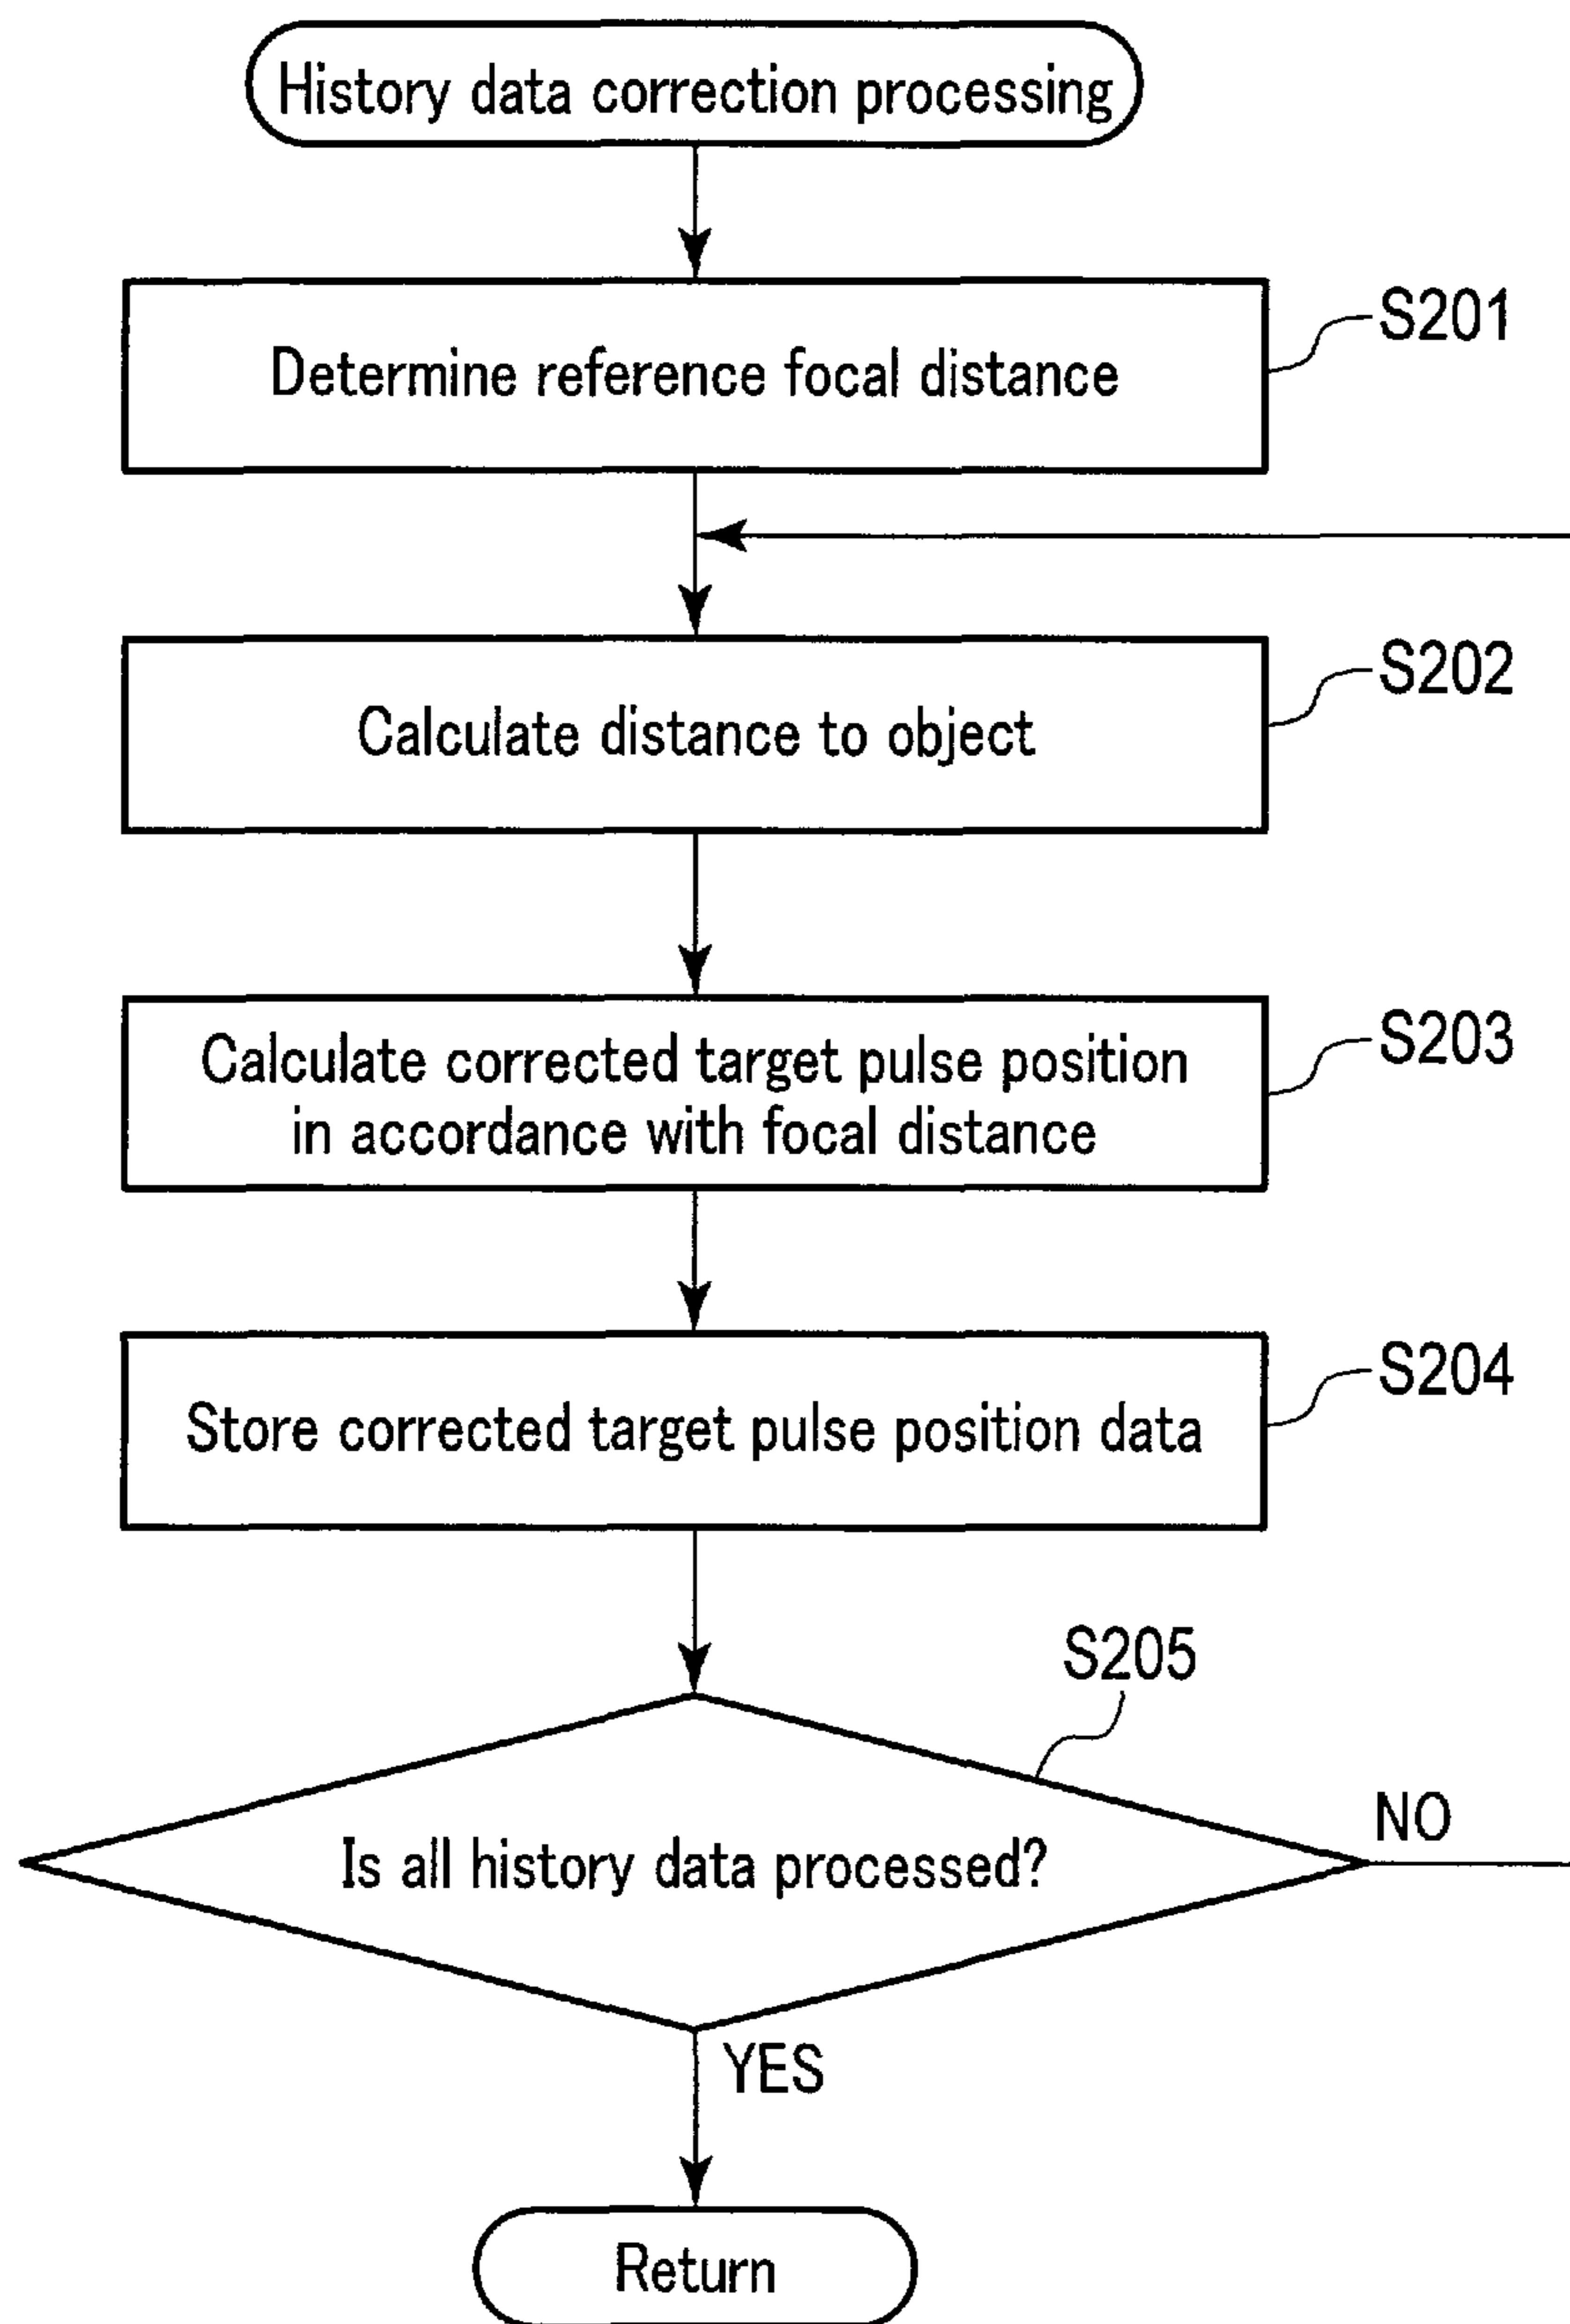 History data correction processing
Determine reference focal distance
S201
Calculate distance to object
S202
Calculate corrected target pulse position
in accordance with focal distance
S203
Store corrected target pulse position data
S204
S205
Is all history data processed?
NO
YES
Return